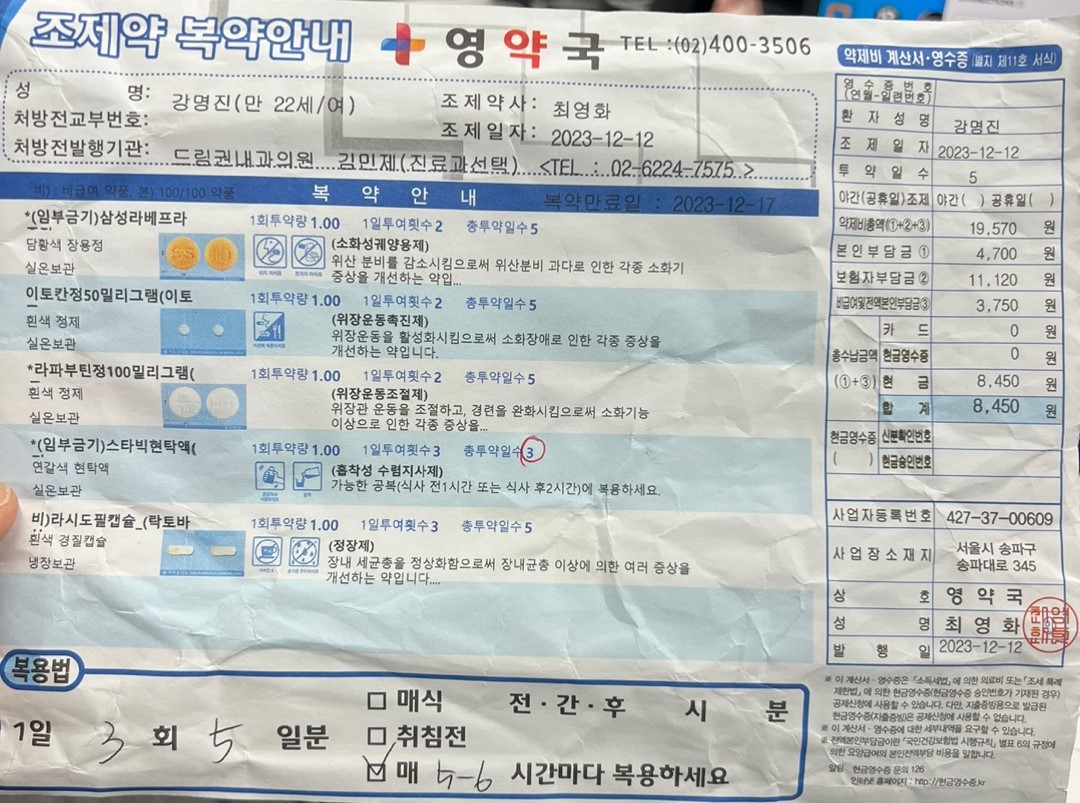 조제약 복약안내
영약국 TEL :(02)400-3506
성 명: 강명진(만 22세/여) 조제약사: 최영화
처방전교부번호: 조제일자: 2023-12-12
처방전발행기관: 드림권내과의원 김민제(진료과선택) <TEL : 02-6224-7575 >
비) : 비급여 약품, 본) 100/100 약품 복 약 안 내 복약만료일 : 2023-12-17
*(임부금기)삼성라베프라 1회투약량 1.00 1일투여횟수 2 총투약일수 5
담황색 장용정 (소화성궤양용제)
실온보관 위산 분비를 감소시킴으로써 위산분비 과다로 인한 각종 소화기
증상을 개선하는 약입...
이토칸정50밀리그램(이토 1회투약량 1.00 1일투여횟수 2 총투약일수 5
흰색 정제 (위장운동촉진제)
실온보관 위장운동을 활성화시킴으로써 소화장애로 인한 각종 증상을
개선하는 약입니다.
*라파부틴정100밀리그램( 1회투약량 1.00 1일투여횟수 2 총투약일수 5
흰색 정제 (위장운동조절제)
실온보관 위장관 운동을 조절하고, 경련을 완화시킴으로써 소화기능
이상으로 인한 각종 증상을...
*(임부금기)스타빅현탁액( 1회투약량 1.00 1일투여횟수 3 총투약일수 3
연갈색 현탁액 (흡착성 수렴지사제)
실온보관 가능한 공복(식사 전1시간 또는 식사 후2시간)에 복용하세요.
비)라시도필캡슐_(락토바 1회투약량 1.00 1일투여횟수 3 총투약일수 5
흰색 경질캡슐 (정장제)
냉장보관 장내 세균총을 정상화함으로써 장내균총 이상에 의한 여러 증상을
개선하는 약입니다....
복용법
1일 3 회 5 일분
매식 전·간·후 시 분
취침전
매 5-6 시간마다 복용하세요
약제비 계산서·영수증 (별지 제11호 서식)
영수증번호
(연월-일련번호)
환자성명 강명진
조제일자 2023-12-12
투약일수 5
야간(공휴일)조제 야간( ) 공휴일( )
약제비총액(①+②+③) 19,570 원
본인부담금① 4,700 원
보험자부담금② 11,120 원
비급여및전액본인부담금③ 3,750 원
총수납금액
(①+③)
카드 0 원
현금영수증 0 원
현금 8,450 원
합계 8,450 원
현금영수증
( )
신분확인번호
현금승인번호
사업자등록번호 427-37-00609
사업장소재지 서울시 송파구
송파대로 345
상호 영약국
성명 최영화
발행일 2023-12-12
※ 이 계산서·영수증은 「소득세법」에 의한 의료비 또는 「조세 특례
제한법」에 의한 현금영수증(현금영수증 승인번호가 기재된 경우)
공제신청에 사용할 수 있습니다. 다만, 지출증빙용으로 발급된
현금영수증(지출증빙)은 공제신청에 사용할 수 없습니다.
※ 이 계산서·영수증에 대한 세부내역을 요구할 수 있습니다.
※ 전액본인부담금이란 「국민건강보험법 시행규칙」 별표 6의 규정에
의한 요양급여의 본인전액부담 비용을 말합니다.
알림 현금영수증 문의 126
인터넷 홈페이지 : http://현금영수증.kr